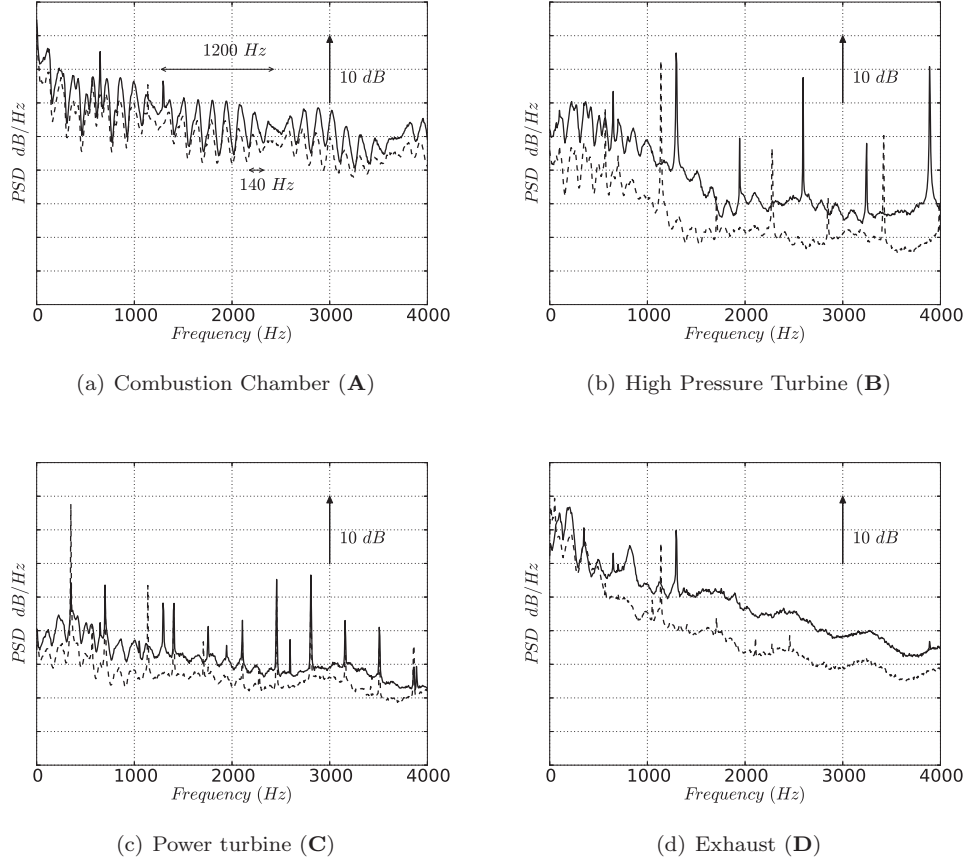 PSD dB/Hz
1200 Hz
10 dB
140 Hz
0 1000 2000 3000 4000
Frequency (Hz)
(a) Combustion Chamber (A)
PSD dB/Hz
10 dB
0 1000 2000 3000 4000
Frequency (Hz)
(b) High Pressure Turbine (B)
PSD dB/Hz
10 dB
0 1000 2000 3000 4000
Frequency (Hz)
(c) Power turbine (C)
PSD dB/Hz
10 dB
0 1000 2000 3000 4000
Frequency (Hz)
(d) Exhaust (D)